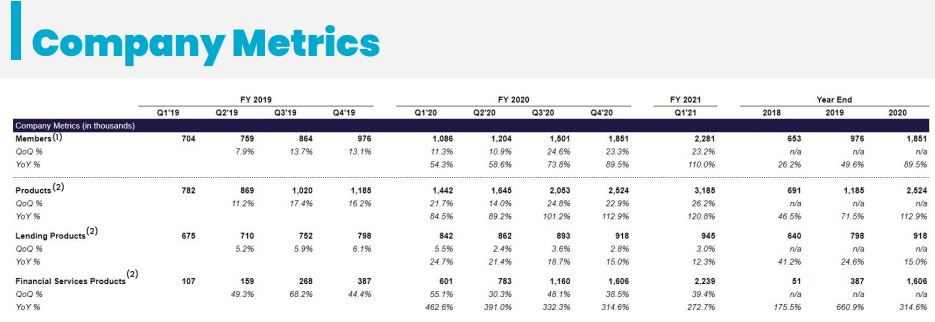 Company Metrics
FY 2019 FY 2020 FY 2021 Year End
Q1'19 Q2'19 Q3'19 Q4'19 Q1'20 Q2'20 Q3'20 Q4'20 Q1'21 2018 2019 2020
Company Metrics (in thousands)
Members(1) 704 759 864 976 1,086 1,204 1,501 1,851 2,281 653 976 1,851
QoQ % 7.9% 13.7% 13.1% 11.3% 10.9% 24.6% 23.3% 23.2% n/a n/a n/a
YoY % 54.3% 58.6% 73.8% 89.5% 110.0% 26.2% 49.6% 89.5%
Products(2) 782 869 1,020 1,185 1,442 1,645 2,053 2,524 3,185 691 1,185 2,524
QoQ % 11.2% 17.4% 16.2% 21.7% 14.0% 24.8% 22.9% 26.2% n/a n/a n/a
YoY % 84.5% 89.2% 101.2% 112.9% 120.8% 46.5% 71.5% 112.9%
Lending Products(2) 675 710 752 798 842 862 893 918 945 640 798 918
QoQ % 5.2% 5.9% 6.1% 5.5% 2.4% 3.6% 2.8% 3.0% n/a n/a n/a
YoY % 24.7% 21.4% 18.7% 15.0% 12.3% 41.2% 24.6% 15.0%
Financial Services Products(2) 107 159 268 387 601 783 1,160 1,606 2,239 51 387 1,606
QoQ % 49.3% 68.2% 44.4% 55.1% 30.3% 48.1% 38.5% 39.4% n/a n/a n/a
YoY % 462.6% 391.0% 332.3% 314.6% 272.7% 175.5% 660.9% 314.6%